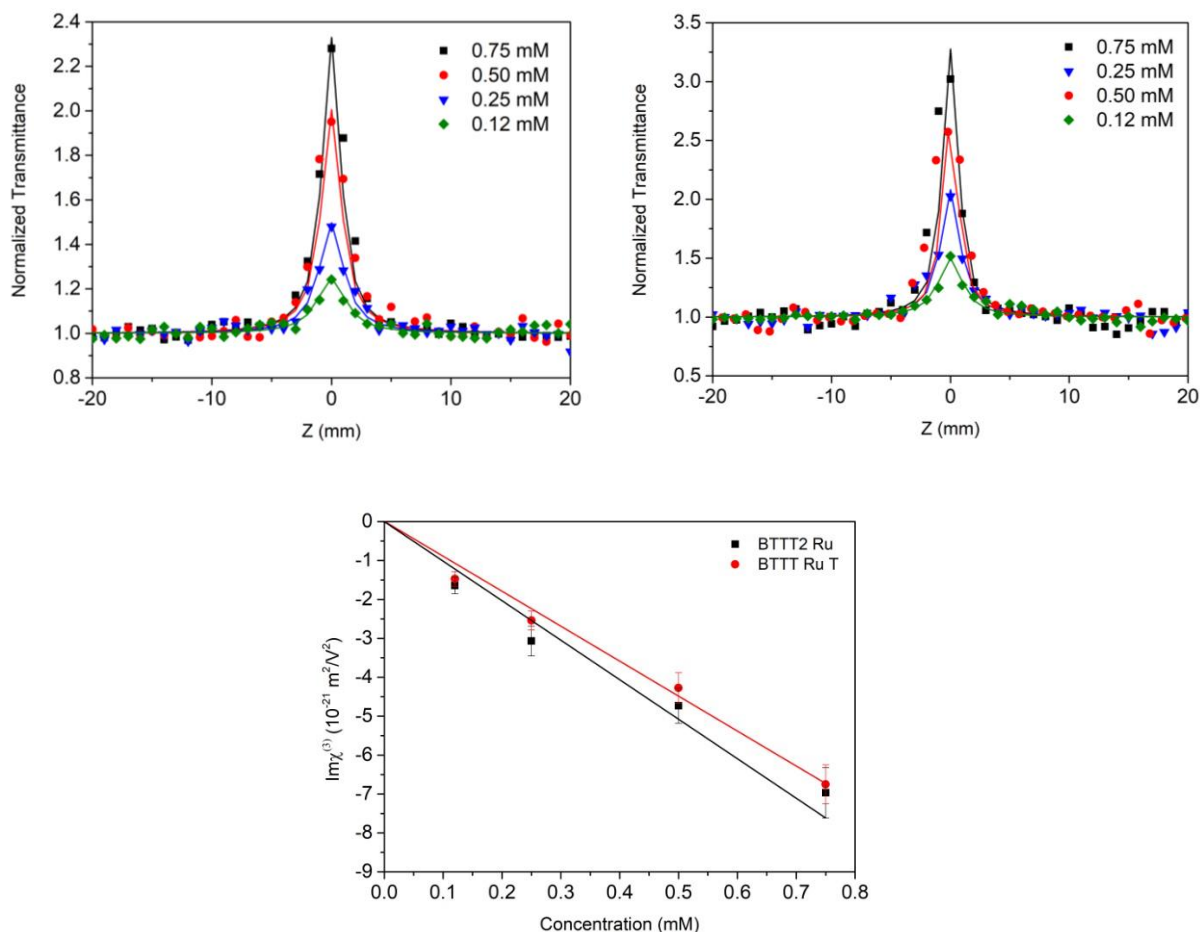 2.4
2.2
2.0
1.8
1.6
1.4
1.2
1.0
0.8
Normalized Transmittance
0.75 mM
0.50 mM
0.25 mM
0.12 mM
-20
-10
0
10
20
Z (mm)
3.5
3.0
2.5
2.0
1.5
1.0
0.5
Normalized Transmittance
0.75 mM
0.25 mM
0.50 mM
0.12 mM
-20
-10
0
10
20
Z (mm)
0
-1
-2
-3
-4
-5
-6
-7
-8
-9
Imχ⁽³⁾ (10⁻²¹ m²/V²)
BTTT2 Ru
BTTT Ru T
0.0
0.1
0.2
0.3
0.4
0.5
0.6
0.7
0.8
Concentration (mM)